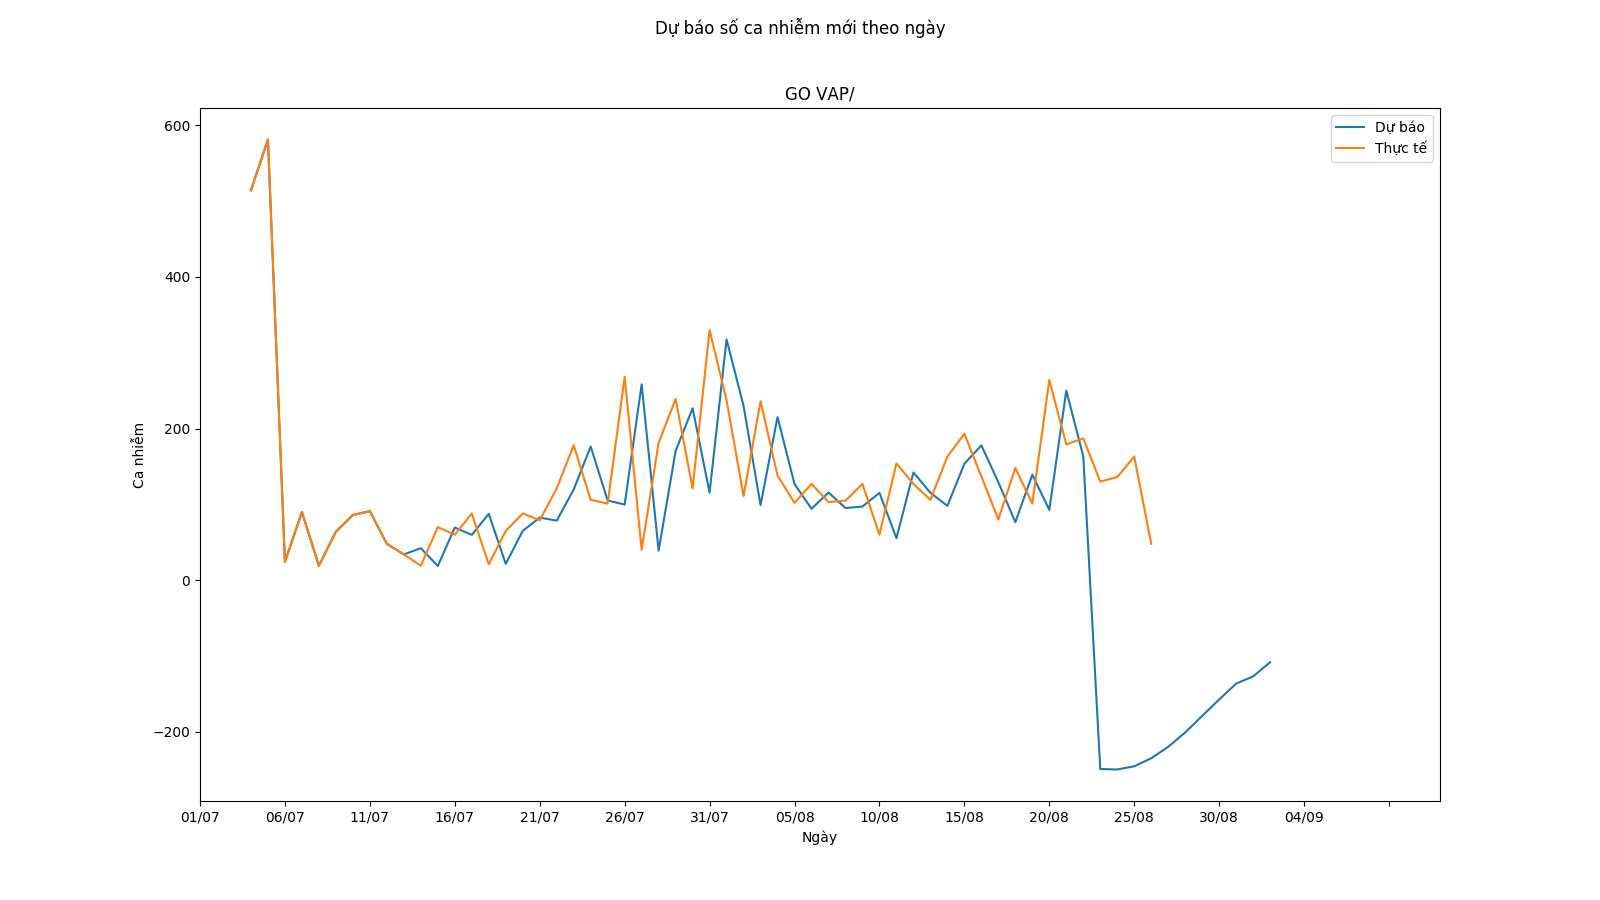 Dự báo số ca nhiễm mới theo ngày
GO VAP/
Dự báo
Thực tế
600
400
200
0
−200
Ca nhiễm
01/07 06/07 11/07 16/07 21/07 26/07 31/07 05/08 10/08 15/08 20/08 25/08 30/08 04/09
Ngày